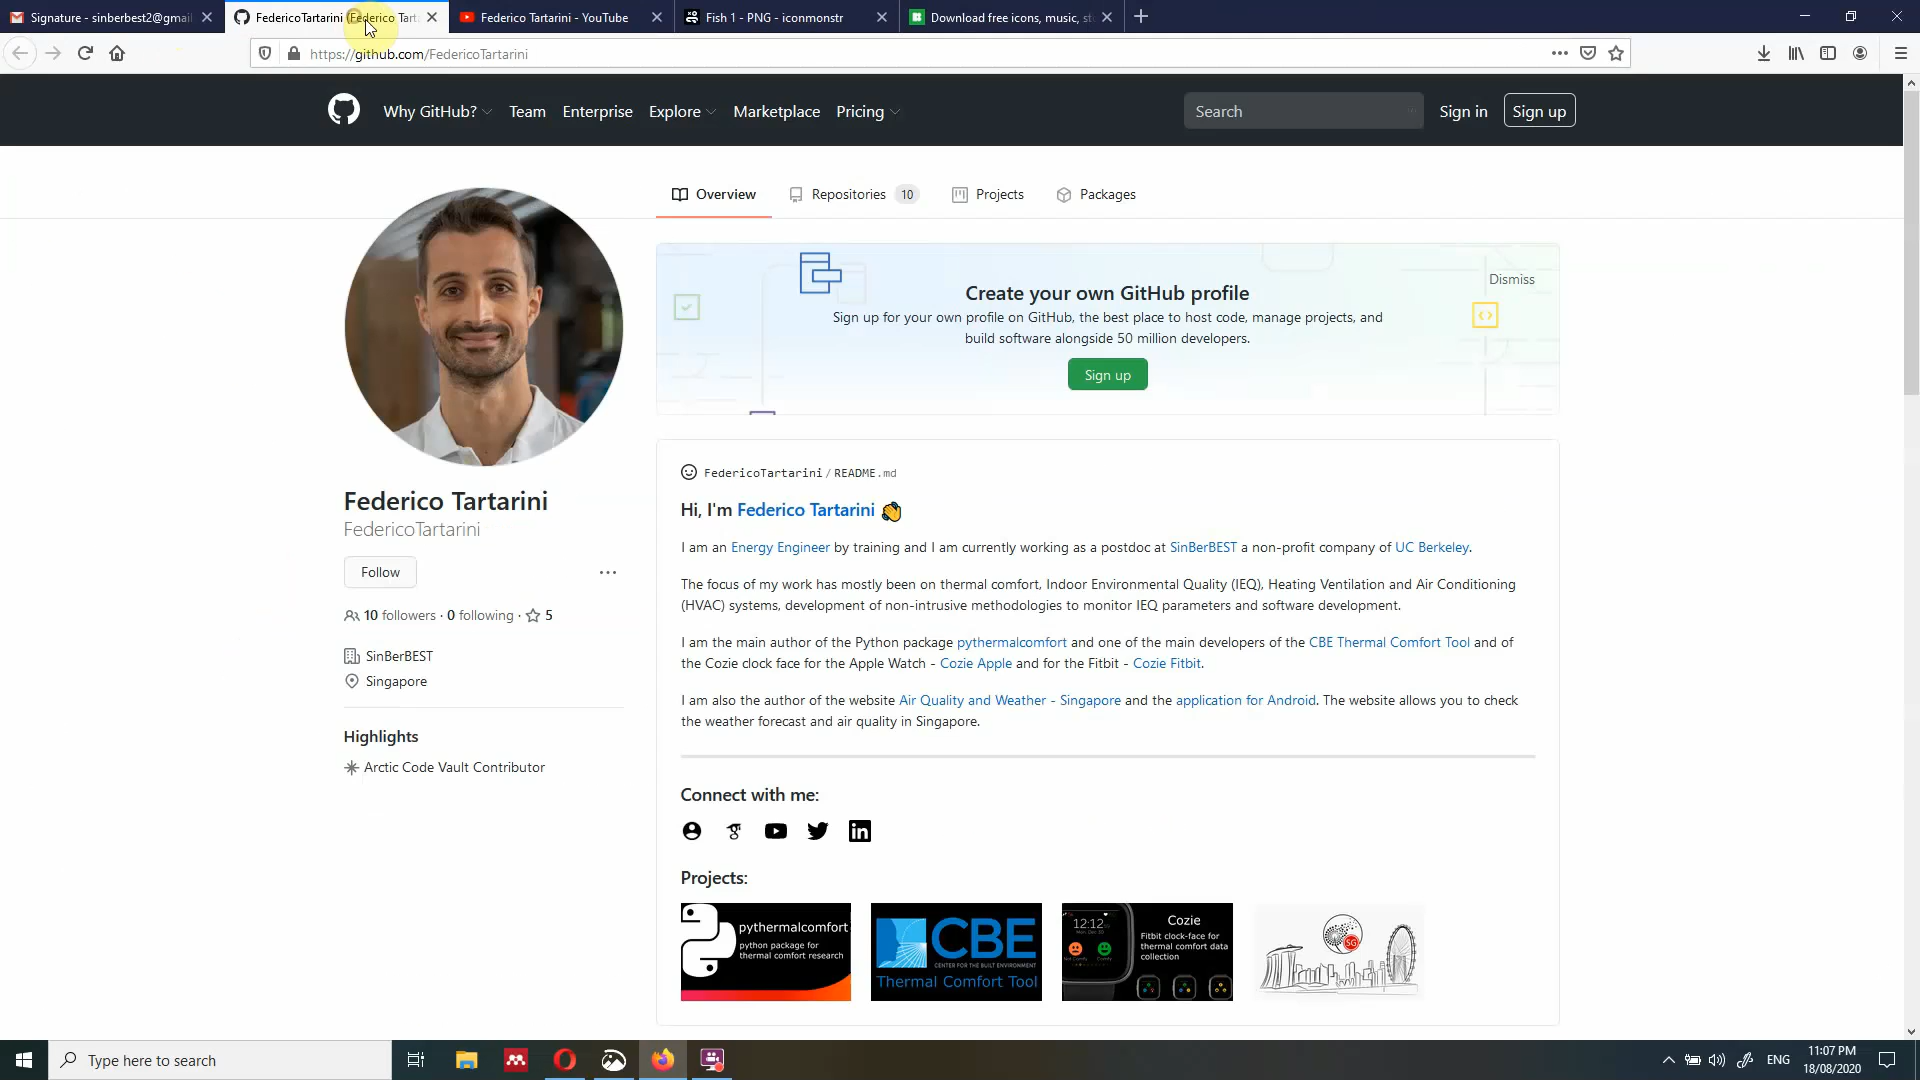 Signature - sinberbest2@gmail
FedericoTartarini (Federico Tart
Federico Tartarini - YouTube
Fish 1 - PNG - iconmonstr
Download free icons, music, st
https://github.com/FedericoTartarini
Why GitHub?
Team
Enterprise
Explore
Marketplace
Pricing
Search
Sign in
Sign up
Overview
Repositories 10
Projects
Packages
Dismiss
Create your own GitHub profile
Sign up for your own profile on GitHub, the best place to host code, manage projects, and
build software alongside 50 million developers.
Sign up
Federico Tartarini
FedericoTartarini
Follow
10 followers · 0 following · 5
SinBerBEST
Singapore
Highlights
Arctic Code Vault Contributor
FedericoTartarini/README.md
Hi, I'm Federico Tartarini
I am an Energy Engineer by training and I am currently working as a postdoc at SinBerBEST a non-profit company of UC Berkeley.
The focus of my work has mostly been on thermal comfort, Indoor Environmental Quality (IEQ), Heating Ventilation and Air Conditioning
(HVAC) systems, development of non-intrusive methodologies to monitor IEQ parameters and software development.
I am the main author of the Python package pythermalcomfort and one of the main developers of the CBE Thermal Comfort Tool and of
the Cozie clock face for the Apple Watch - Cozie Apple and for the Fitbit - Cozie Fitbit.
I am also the author of the website Air Quality and Weather - Singapore and the application for Android. The website allows you to check
the weather forecast and air quality in Singapore.
Connect with me:
in
Projects:
pythermalcomfort
python package for
thermal comfort research
CBE
CENTER FOR THE BUILT ENVIRONMENT
Thermal Comfort Tool
12:12
Cozie
Fitbit clock-face for
thermal comfort data
collection
SG
Type here to search
ENG
11:07 PM
18/08/2020